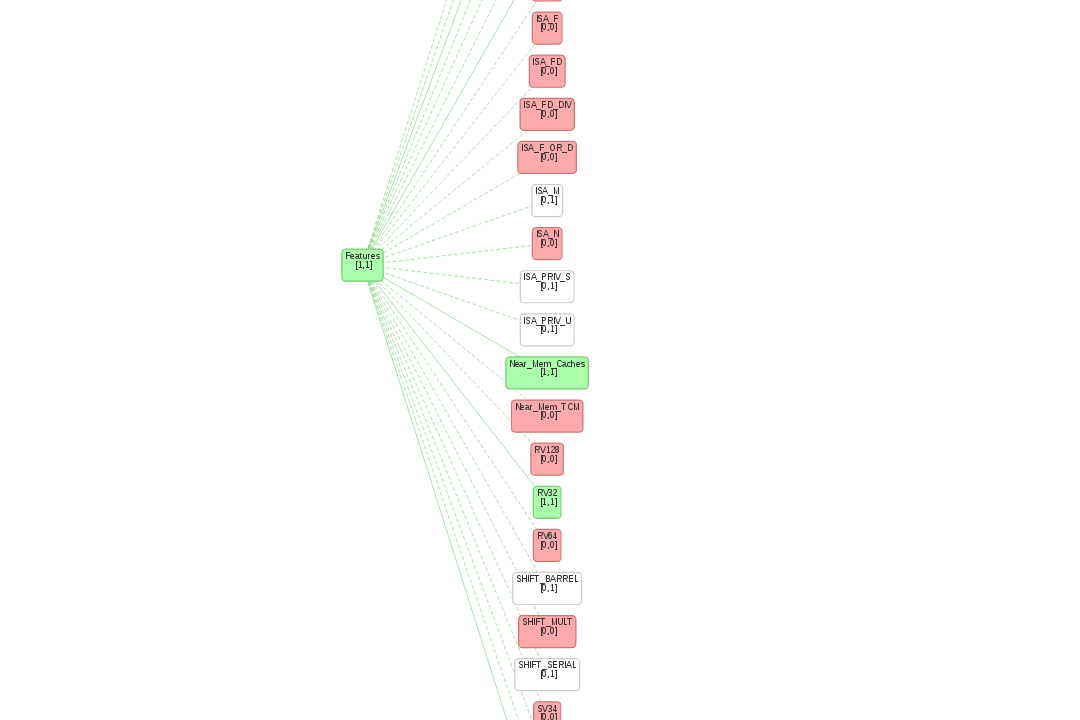 ISA_F
[0,0]
ISA_FD
[0,0]
ISA_FD_DIV
[0,0]
ISA_F_OR_D
[0,0]
ISA_M
[0,1]
ISA_N
[0,0]
Features
[1,1]
ISA_PRIV_S
[0,1]
ISA_PRIV_U
[0,1]
Near_Mem_Caches
[1,1]
Near_Mem_TCM
[0,0]
RV128
[0,0]
RV32
[1,1]
RV64
[0,0]
SHIFT_BARREL
[0,1]
SHIFT_MULT
[0,0]
SHIFT_SERIAL
[0,1]
SV34
[0,0]